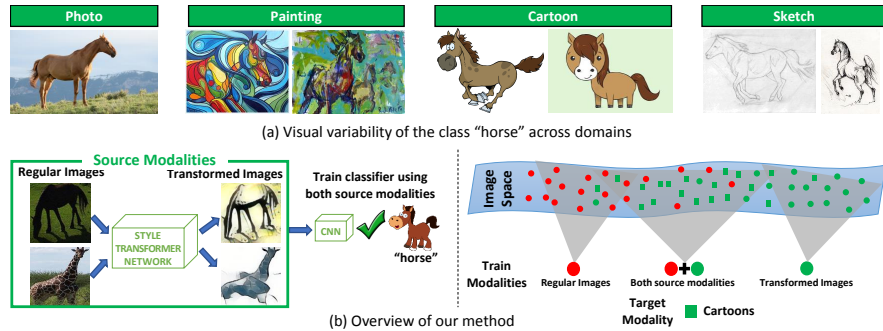 Photo
Painting
Cartoon
Sketch
(a) Visual variability of the class “horse” across domains
Source Modalities
Regular Images
Transformed Images
STYLE
TRANSFORMER
NETWORK
Train classifier using
both source modalities
CNN
“horse”
Image
Space
Train
Modalities
Regular Images
Both source modalities
Transformed Images
Target
Modality
Cartoons
(b) Overview of our method